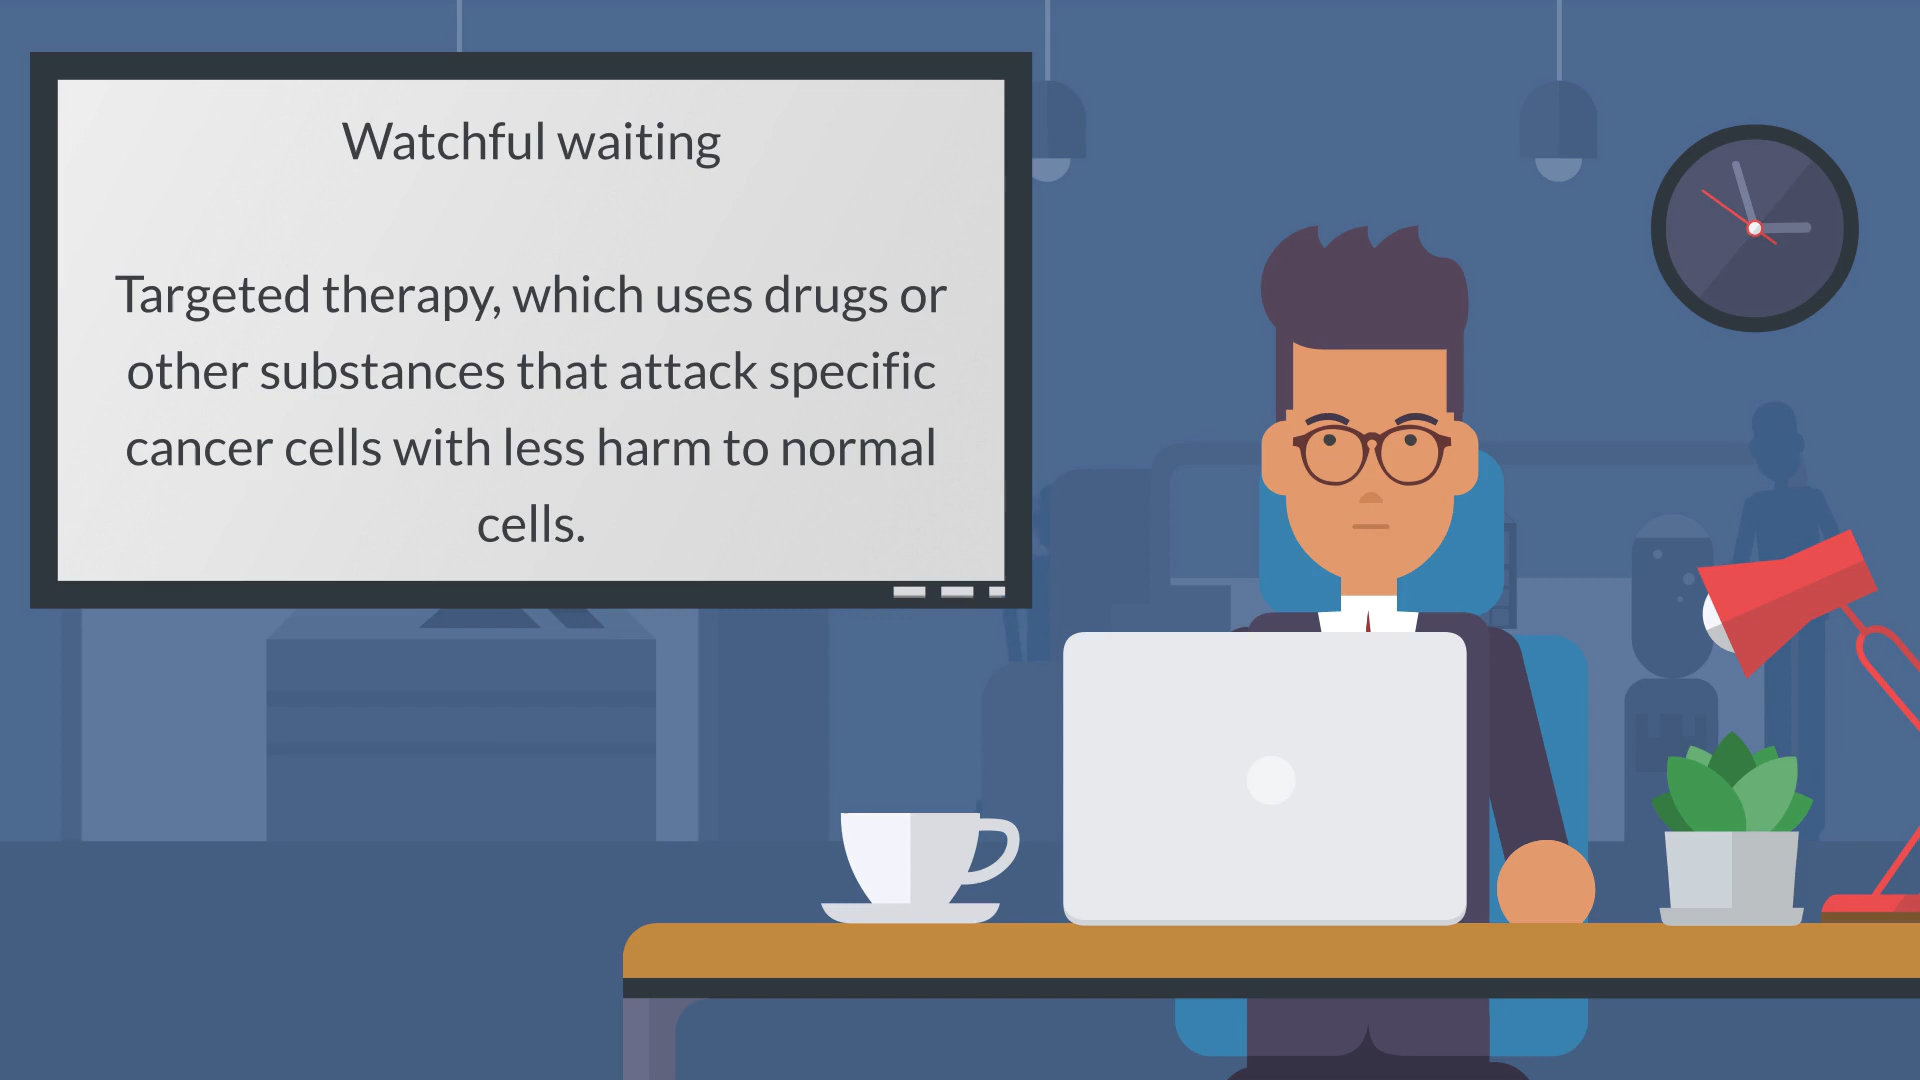 Watchful waiting
Targeted therapy, which uses drugs or
other substances that attack specific
cancer cells with less harm to normal
cells.